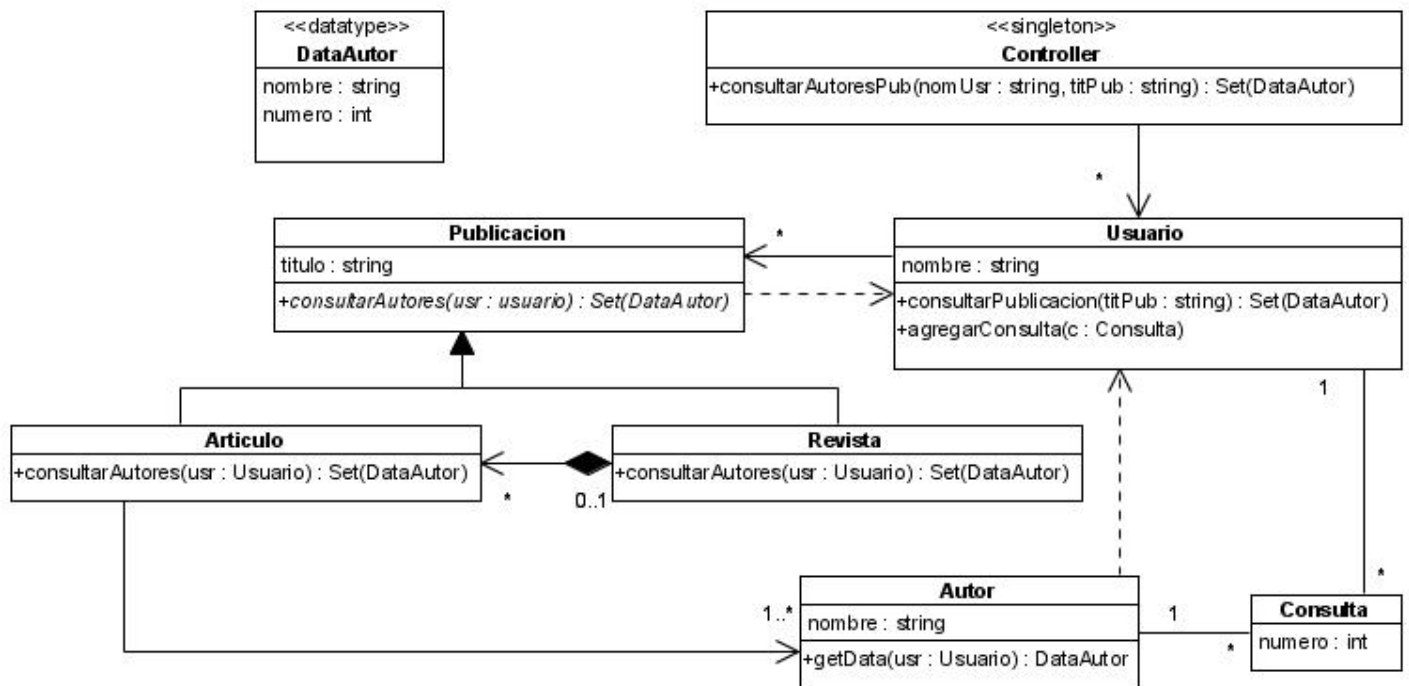 <<datatype>>
DataAutor
nombre : string
numero : int
<<singleton>>
Controller
+consultarAutoresPub(nomUsr : string, titPub : string) : Set(DataAutor)
*
Publicacion
titulo : string
+consultarAutores(usr : usuario) : Set(DataAutor)
*
Usuario
nombre : string
+consultarPublicacion(titPub : string) : Set(DataAutor)
+agregarConsulta(c : Consulta)
1
Articulo
+consultarAutores(usr : Usuario) : Set(DataAutor)
*
0..1
Revista
+consultarAutores(usr : Usuario) : Set(DataAutor)
1..*
Autor
nombre : string
+getData(usr : Usuario) : DataAutor
1
*
*
Consulta
numero : int